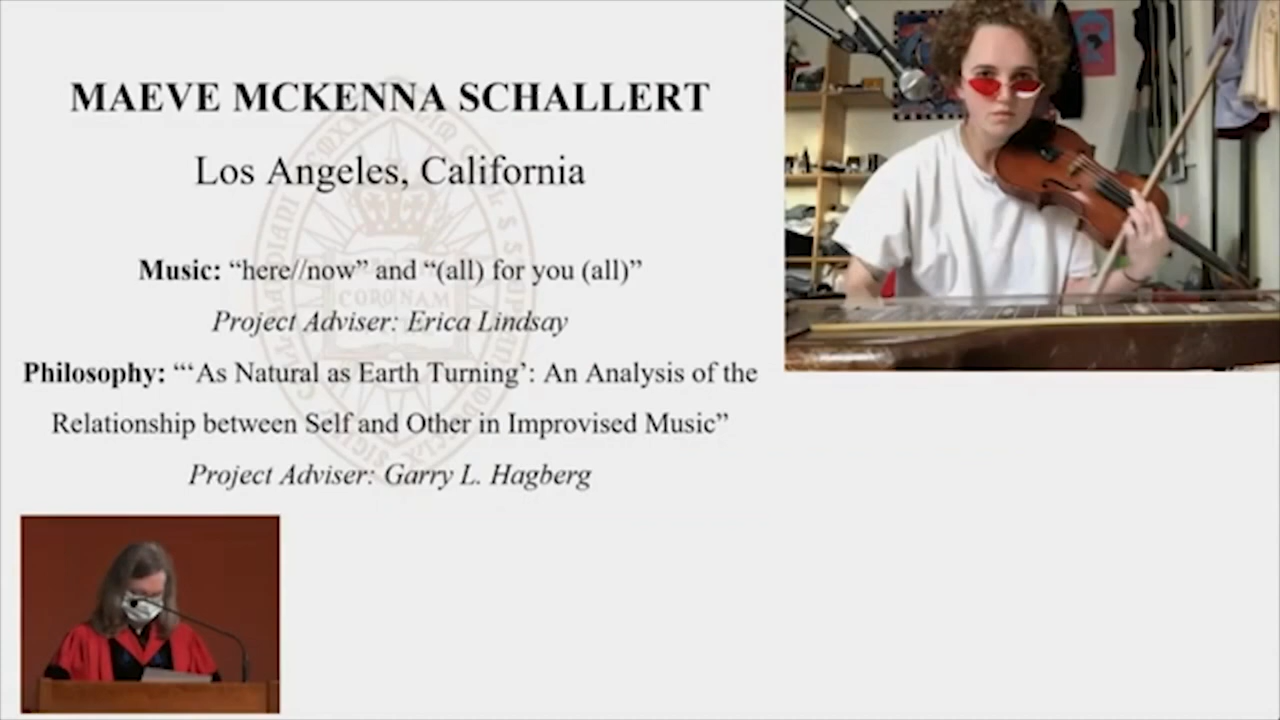 MAEVE MCKENNA SCHALLERT
Los Angeles, California
Music: “here//now” and “(all) for you (all)”
Project Adviser: Erica Lindsay
Philosophy: “‘As Natural as Earth Turning’: An Analysis of the
Relationship between Self and Other in Improvised Music”
Project Adviser: Garry L. Hagberg
CORONAM